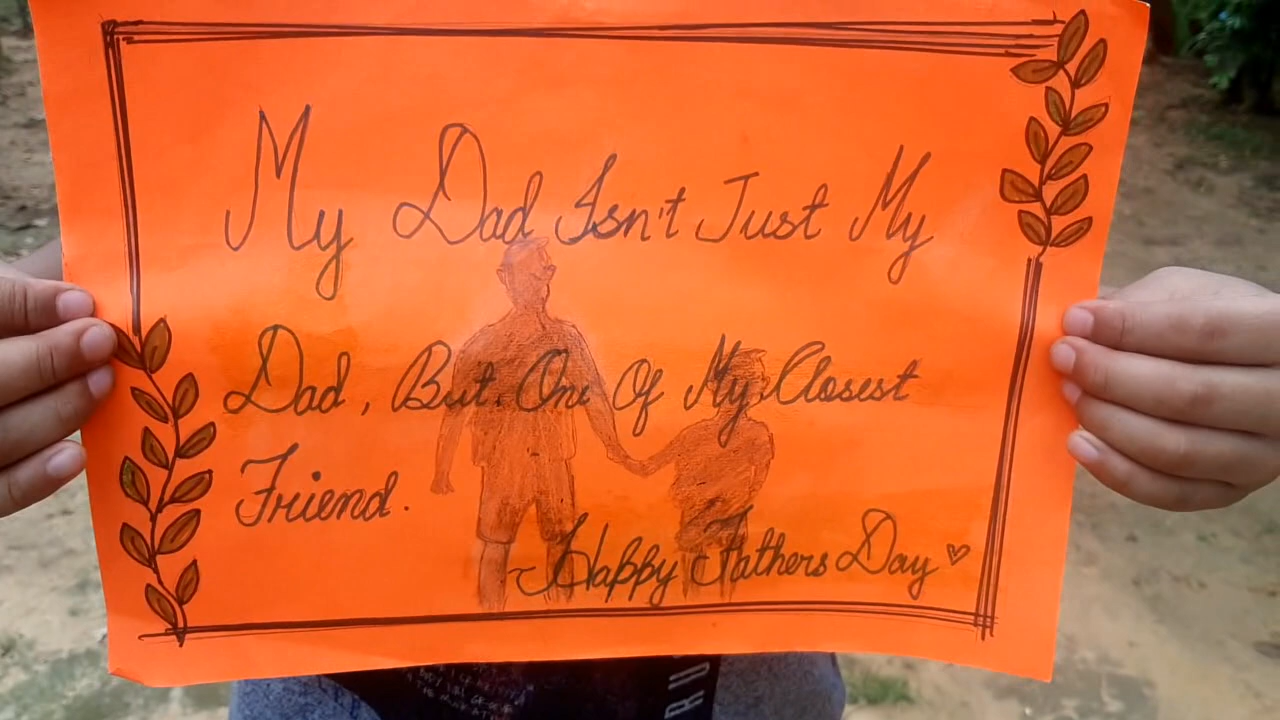 My Dad Isn't Just My
Dad, But One Of My Closest
Friend.
~Happy Fathers Day♡